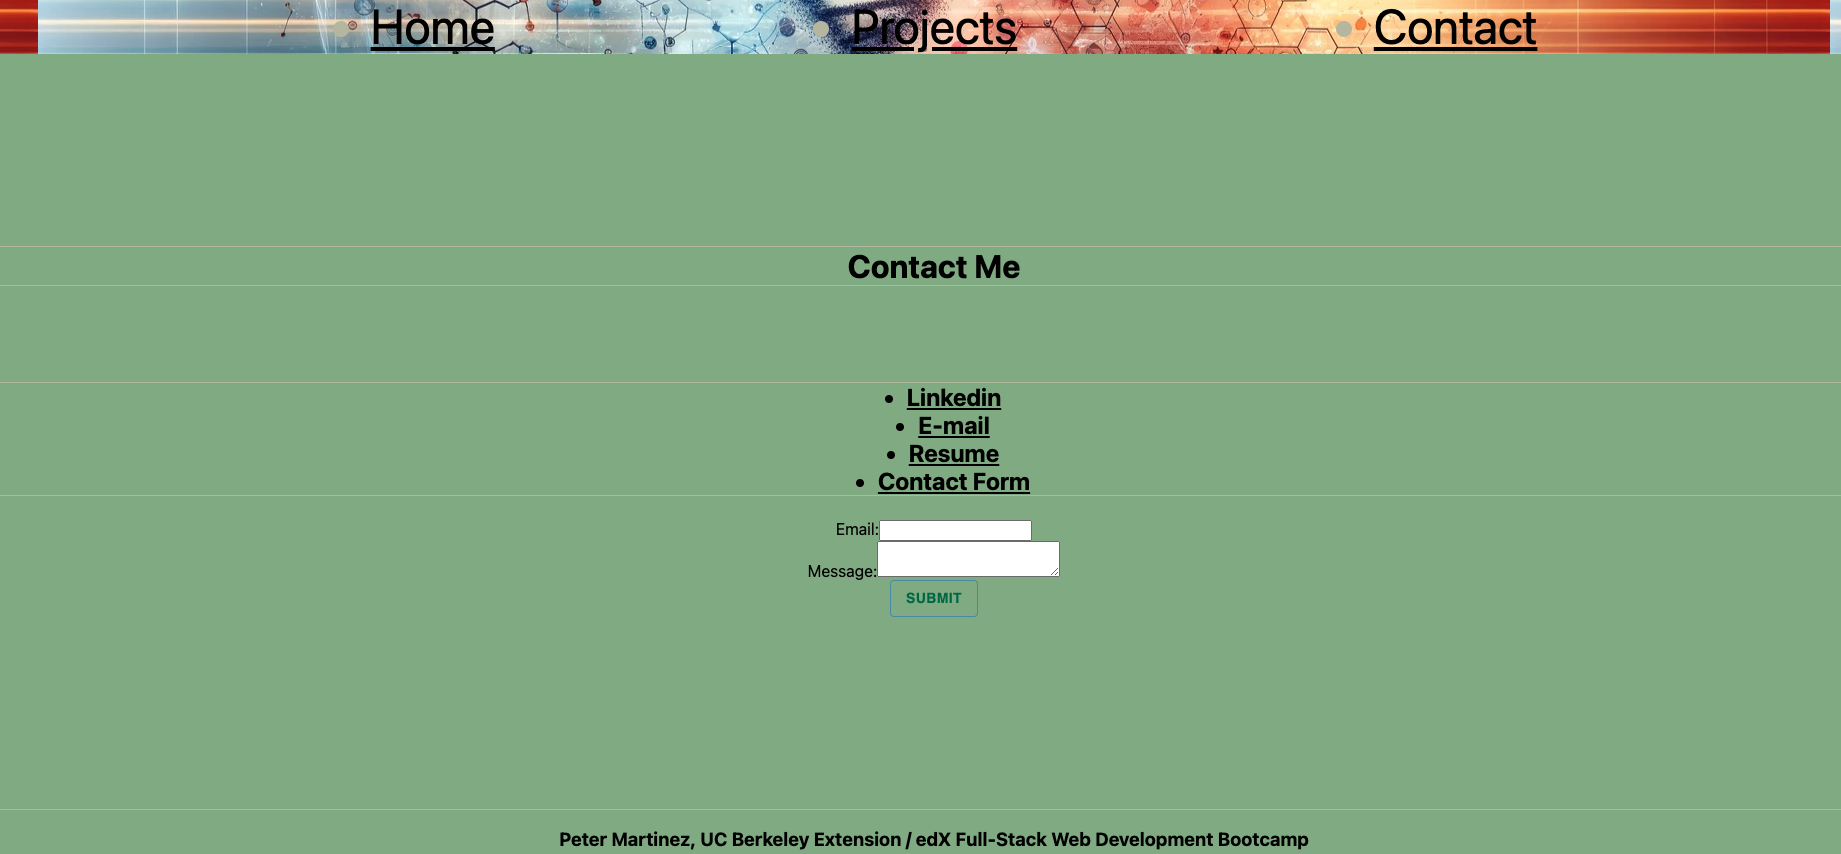 Home Projects Contact
Contact Me
Linkedin
E-mail
Resume
Contact Form
Email:
Message:
SUBMIT
Peter Martinez, UC Berkeley Extension / edX Full-Stack Web Development Bootcamp